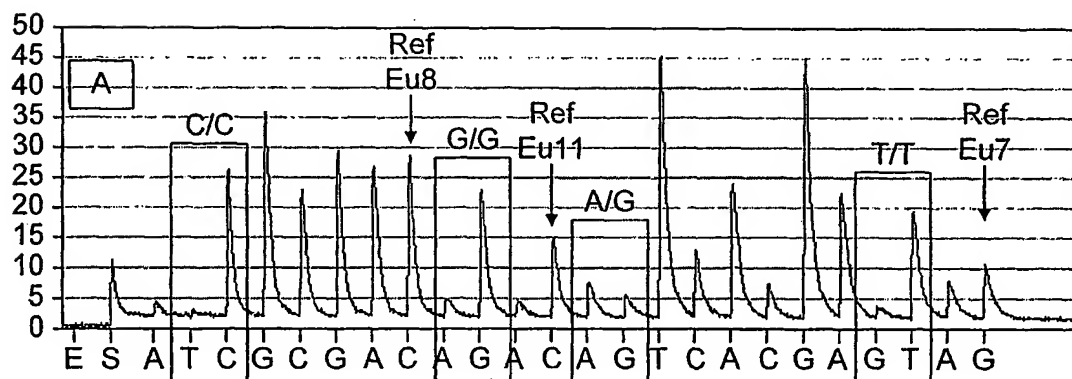 50
45
40
35
30
25
20
15
10
5
0
A
C/C
Ref
Eu8
G/G
Ref
Eu11
A/G
T/T
Ref
Eu7
E S A T C G C G A C A G A C A G T C A C G A G T A G